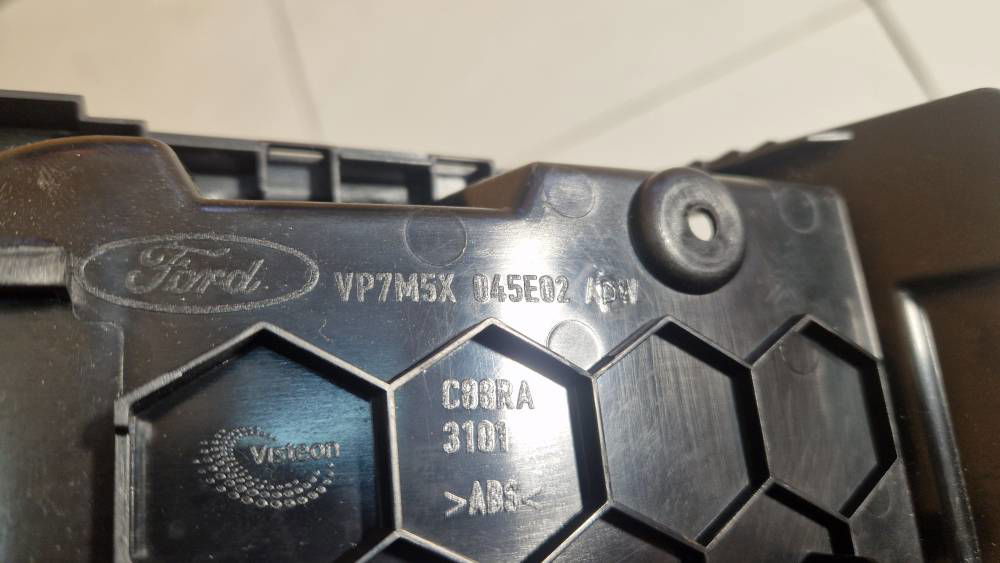 Ford
VP7M5X 045E02
C88RA
3101
Visteon
>ABS<